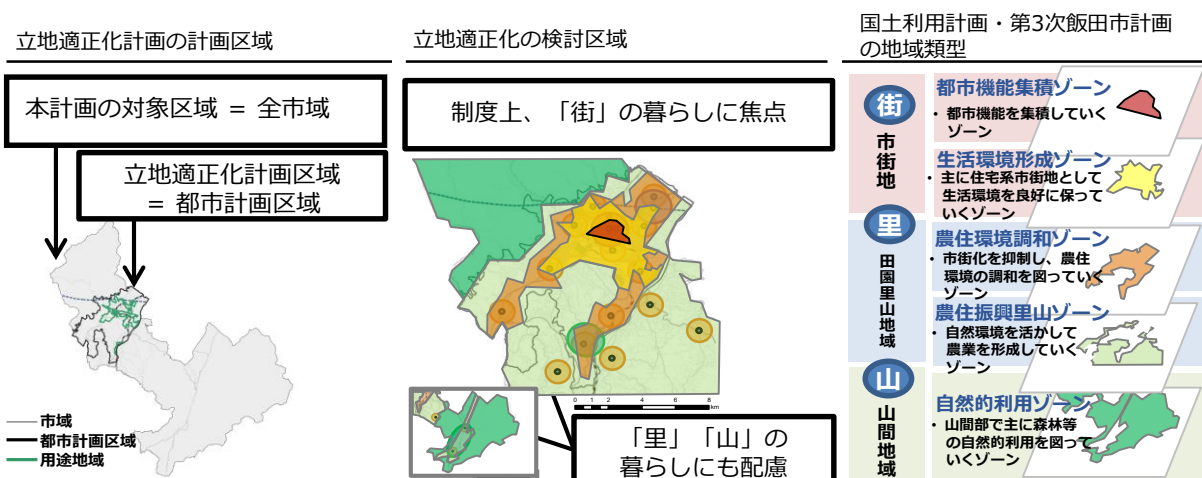 立地適正化計画の計画区域
本計画の対象区域 = 全市域
立地適正化計画区域
= 都市計画区域
市域
都市計画区域
用途地域
立地適正化の検討区域
制度上、「街」の暮らしに焦点
0 1 2 4 6 8
km
「里」「山」の
暮らしにも配慮
国土利用計画・第3次飯田市計画
の地域類型
街
市街地
都市機能集積ゾーン
・ 都市機能を集積していく
ゾーン
生活環境形成ゾーン
・ 主に住宅系市街地として
生活環境を良好に保って
いくゾーン
里
田園里山地域
農住環境調和ゾーン
・ 市街化を抑制し、農住
環境の調和を図っていく
ゾーン
農住振興里山ゾーン
・ 自然環境を活かして
農業を形成していく
ゾーン
山
山間地域
自然的利用ゾーン
・ 山間部で主に森林等
の自然的利用を図って
いくゾーン